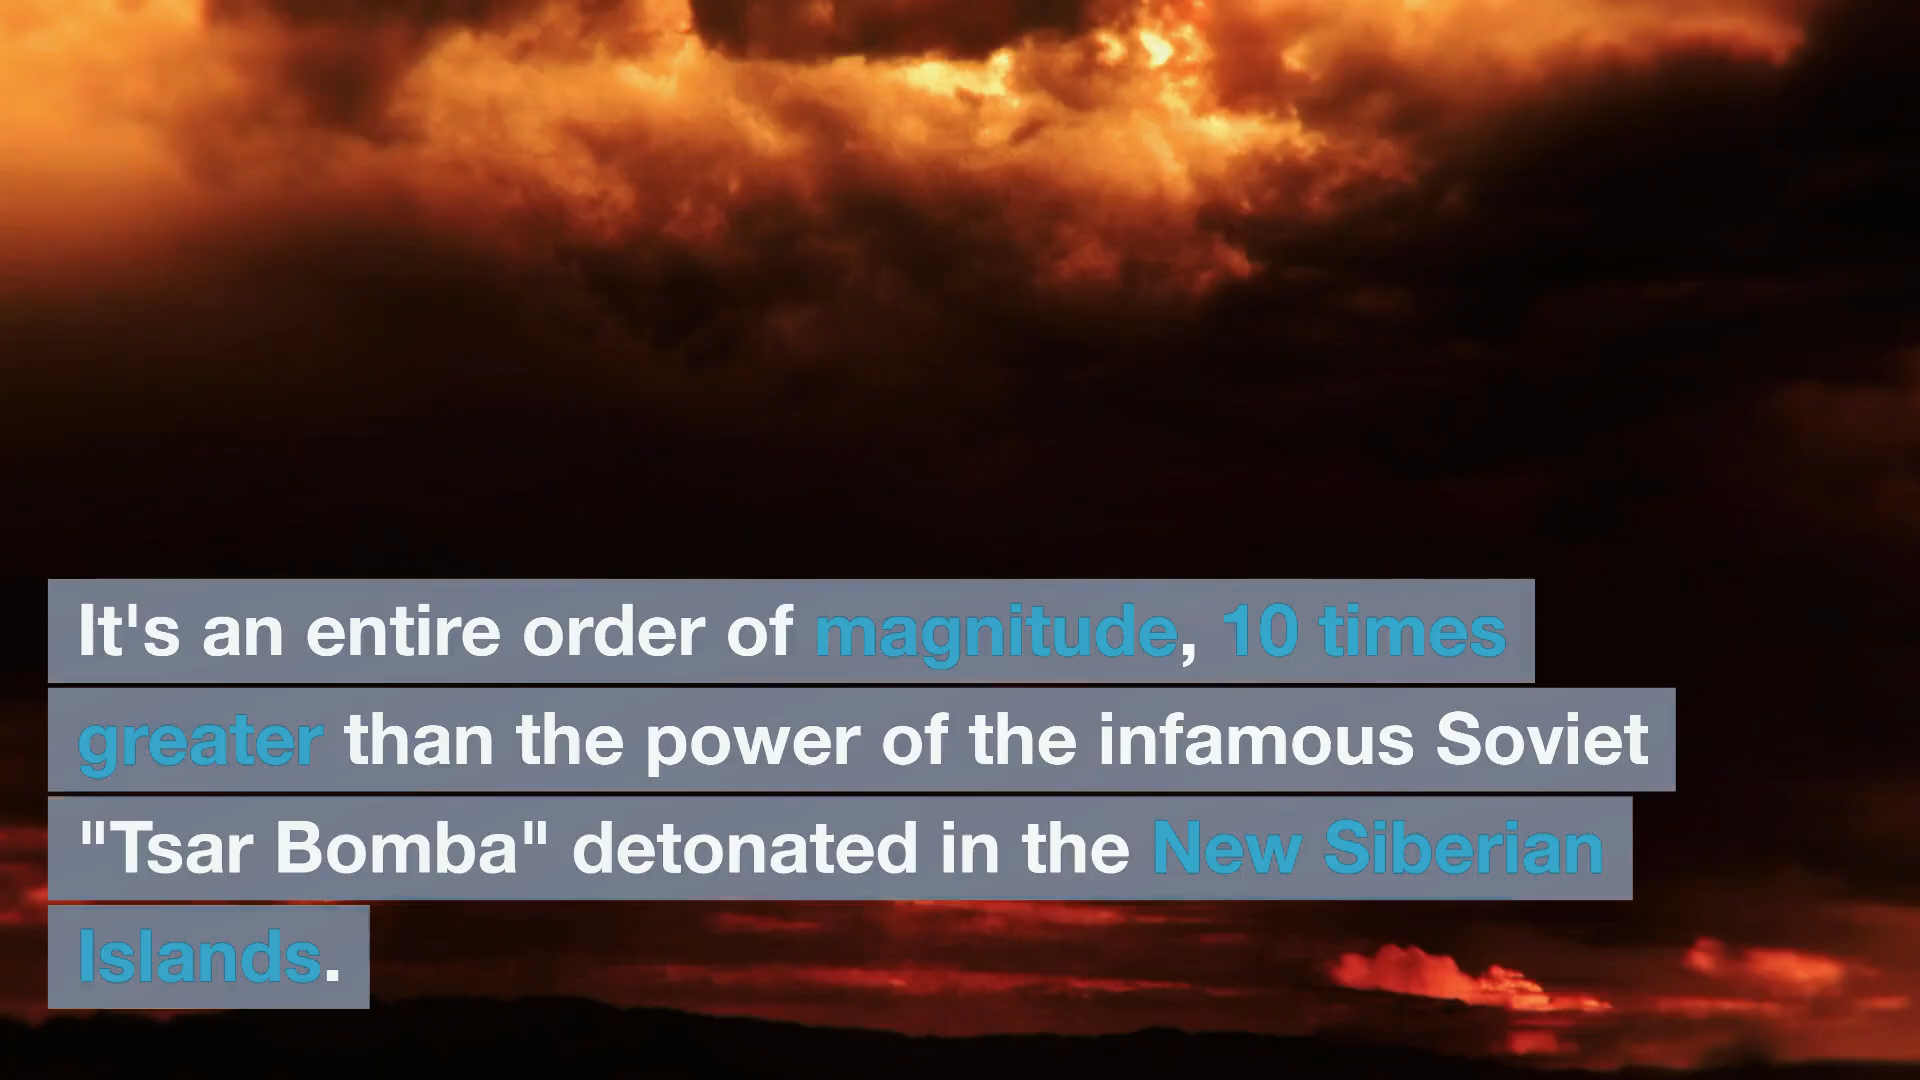 It's an entire order of magnitude, 10 times
greater than the power of the infamous Soviet
"Tsar Bomba" detonated in the New Siberian
Islands.